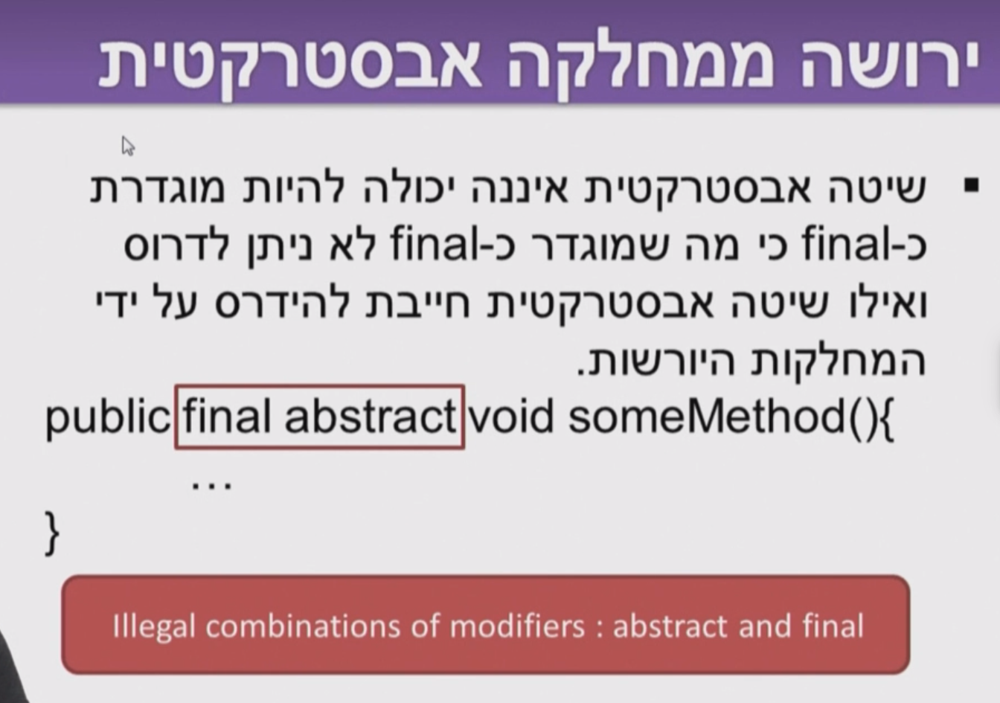 ירושה ממחלקה אבסטרקטית
▪ שיטה אבסטרקטית איננה יכולה להיות מוגדרת
כ-final כי מה שמוגדר כ-final לא ניתן לדרוס
ואילו שיטה אבסטרקטית חייבת להידרס על ידי
המחלקות היורשות.
public final abstract void someMethod(){
...
}
Illegal combinations of modifiers : abstract and final